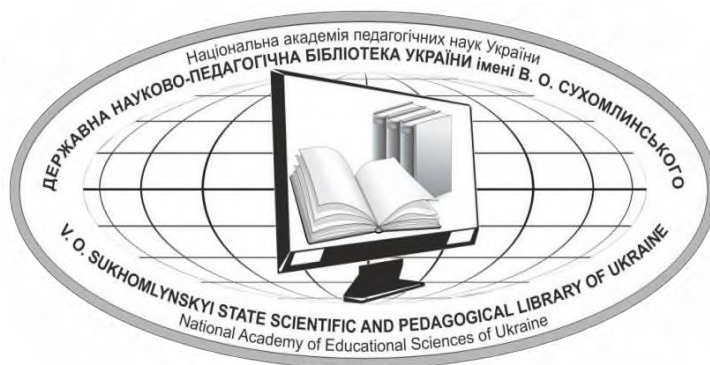 Національна академія педагогічних наук України
ДЕРЖАВНА НАУКОВО-ПЕДАГОГІЧНА БІБЛІОТЕКА УКРАЇНИ імені В. О. СУХОМЛИНСЬКОГО
V. O. SUKHOMLYNSKYI STATE SCIENTIFIC AND PEDAGOGICAL LIBRARY OF UKRAINE
National Academy of Educational Sciences of Ukraine